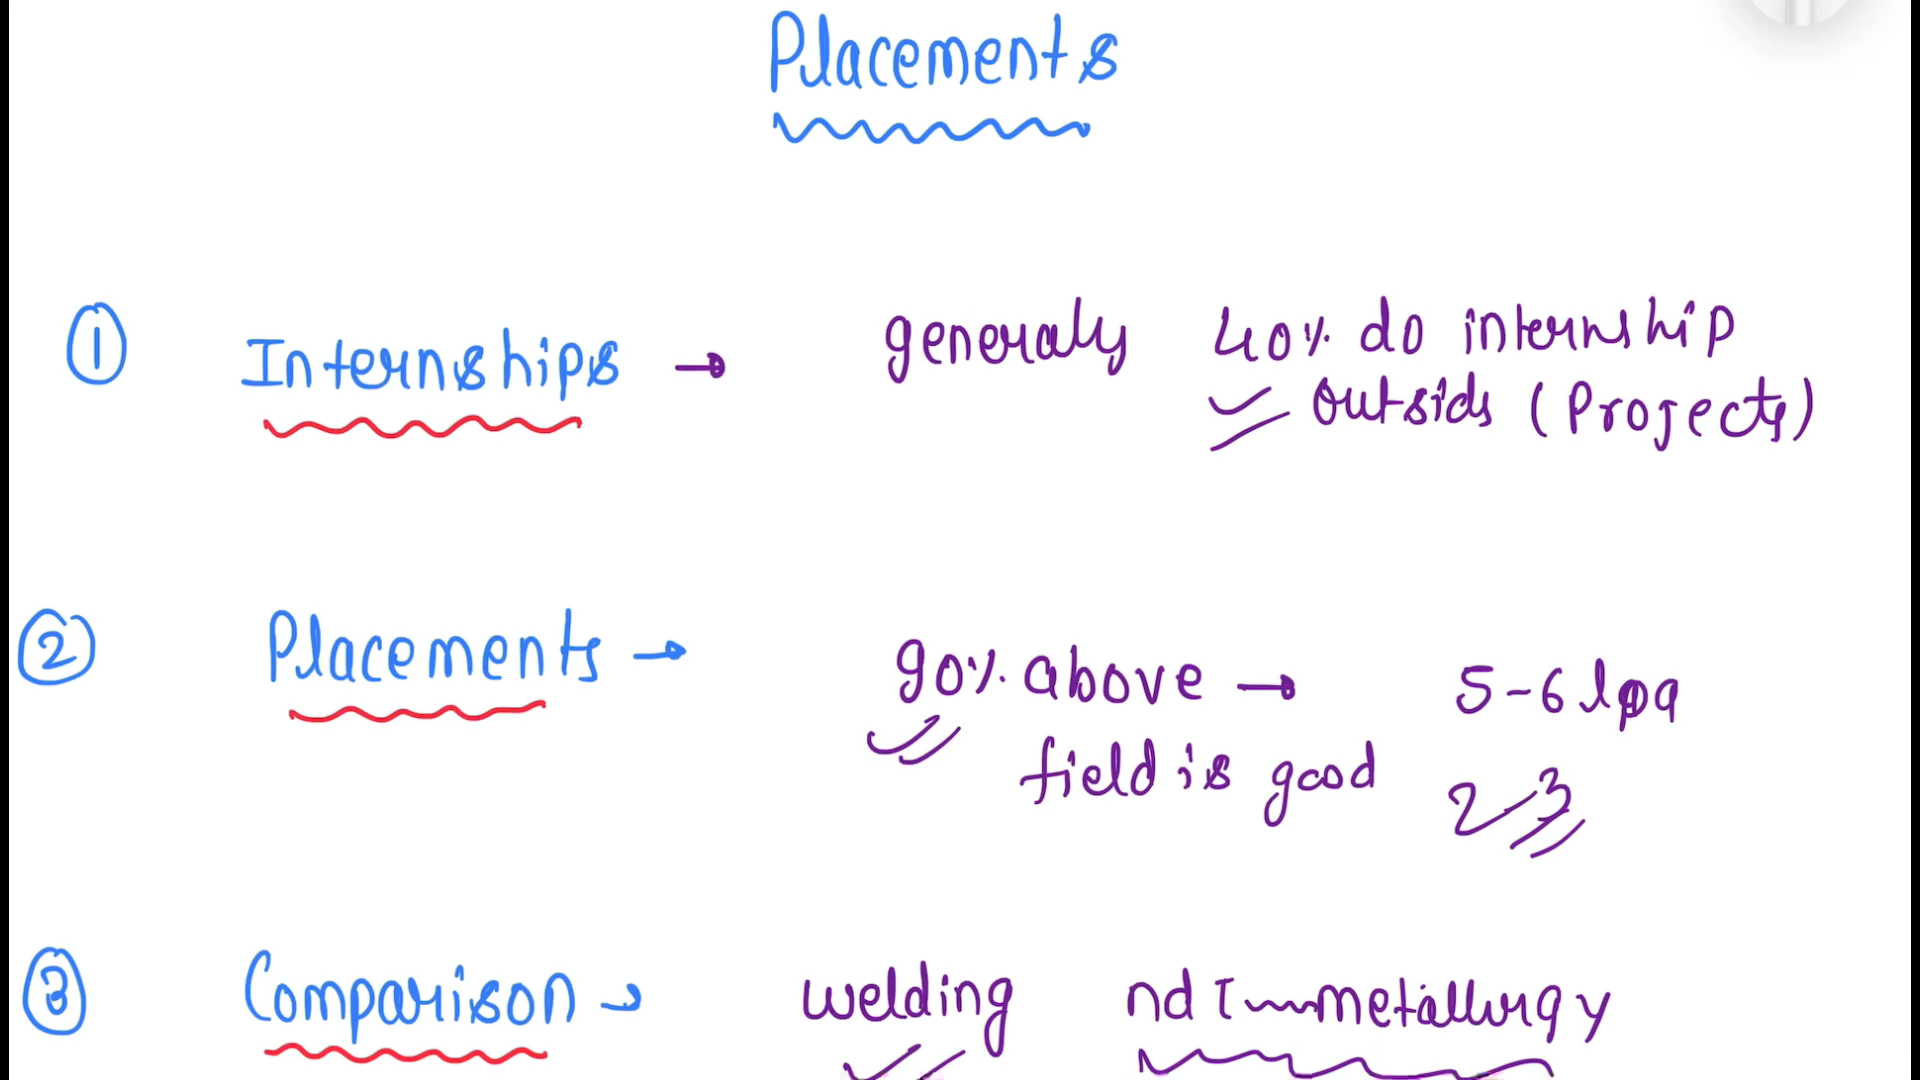 Placements
① Internships → generaly 40% do internship
outsids (Projects)
② Placements → 90% above → 5-6 lpa
field is good 2-3
③ Comparison → welding nd metallurgy